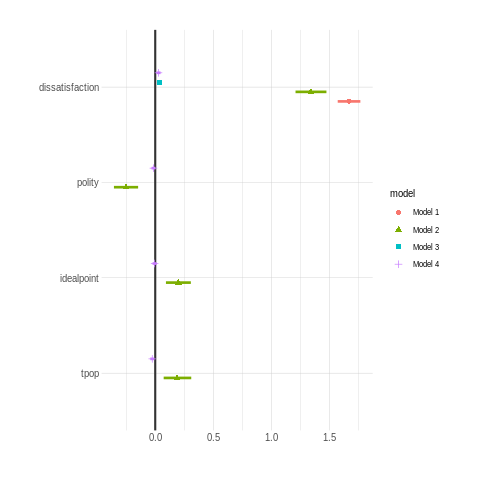 dissatisfaction
polity
idealpoint
tpop
0.0 0.5 1.0 1.5
model
Model 1
Model 2
Model 3
Model 4